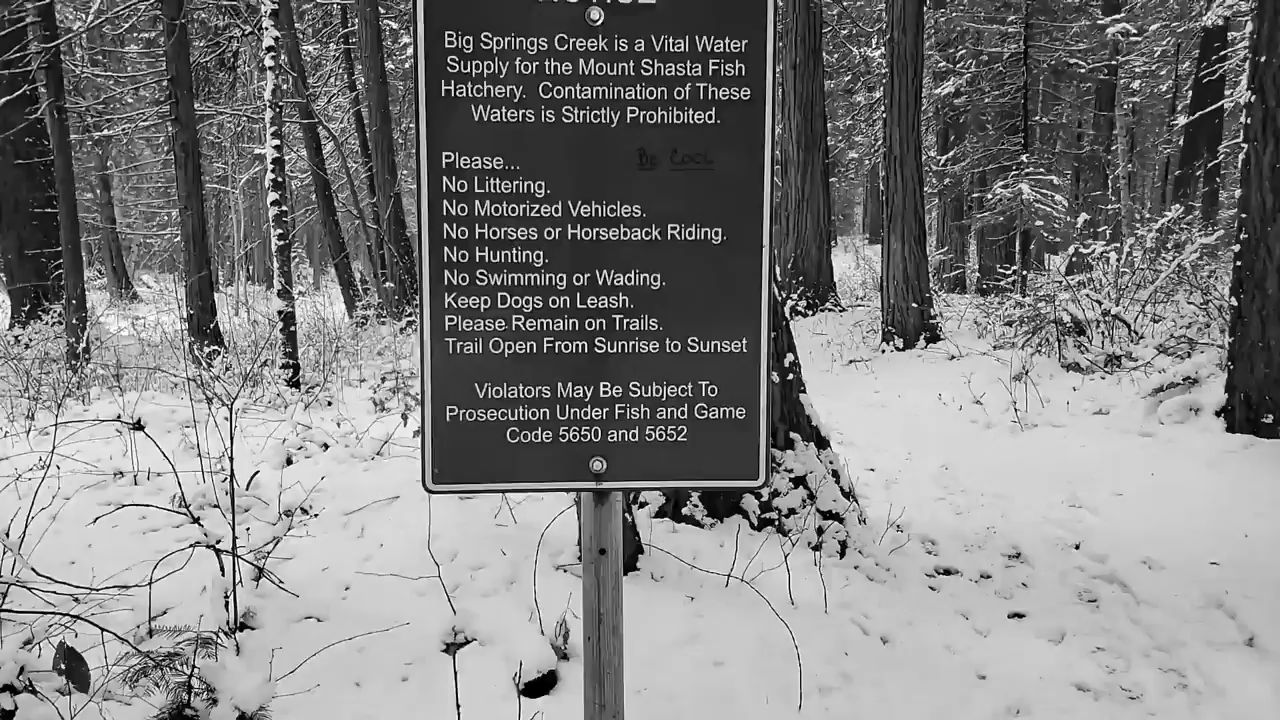 NOTICE
Big Springs Creek is a Vital Water
Supply for the Mount Shasta Fish
Hatchery. Contamination of These
Waters is Strictly Prohibited.
Please...
Be Cool
No Littering.
No Motorized Vehicles.
No Horses or Horseback Riding.
No Hunting.
No Swimming or Wading.
Keep Dogs on Leash.
Please Remain on Trails.
Trail Open From Sunrise to Sunset
Violators May Be Subject To
Prosecution Under Fish and Game
Code 5650 and 5652